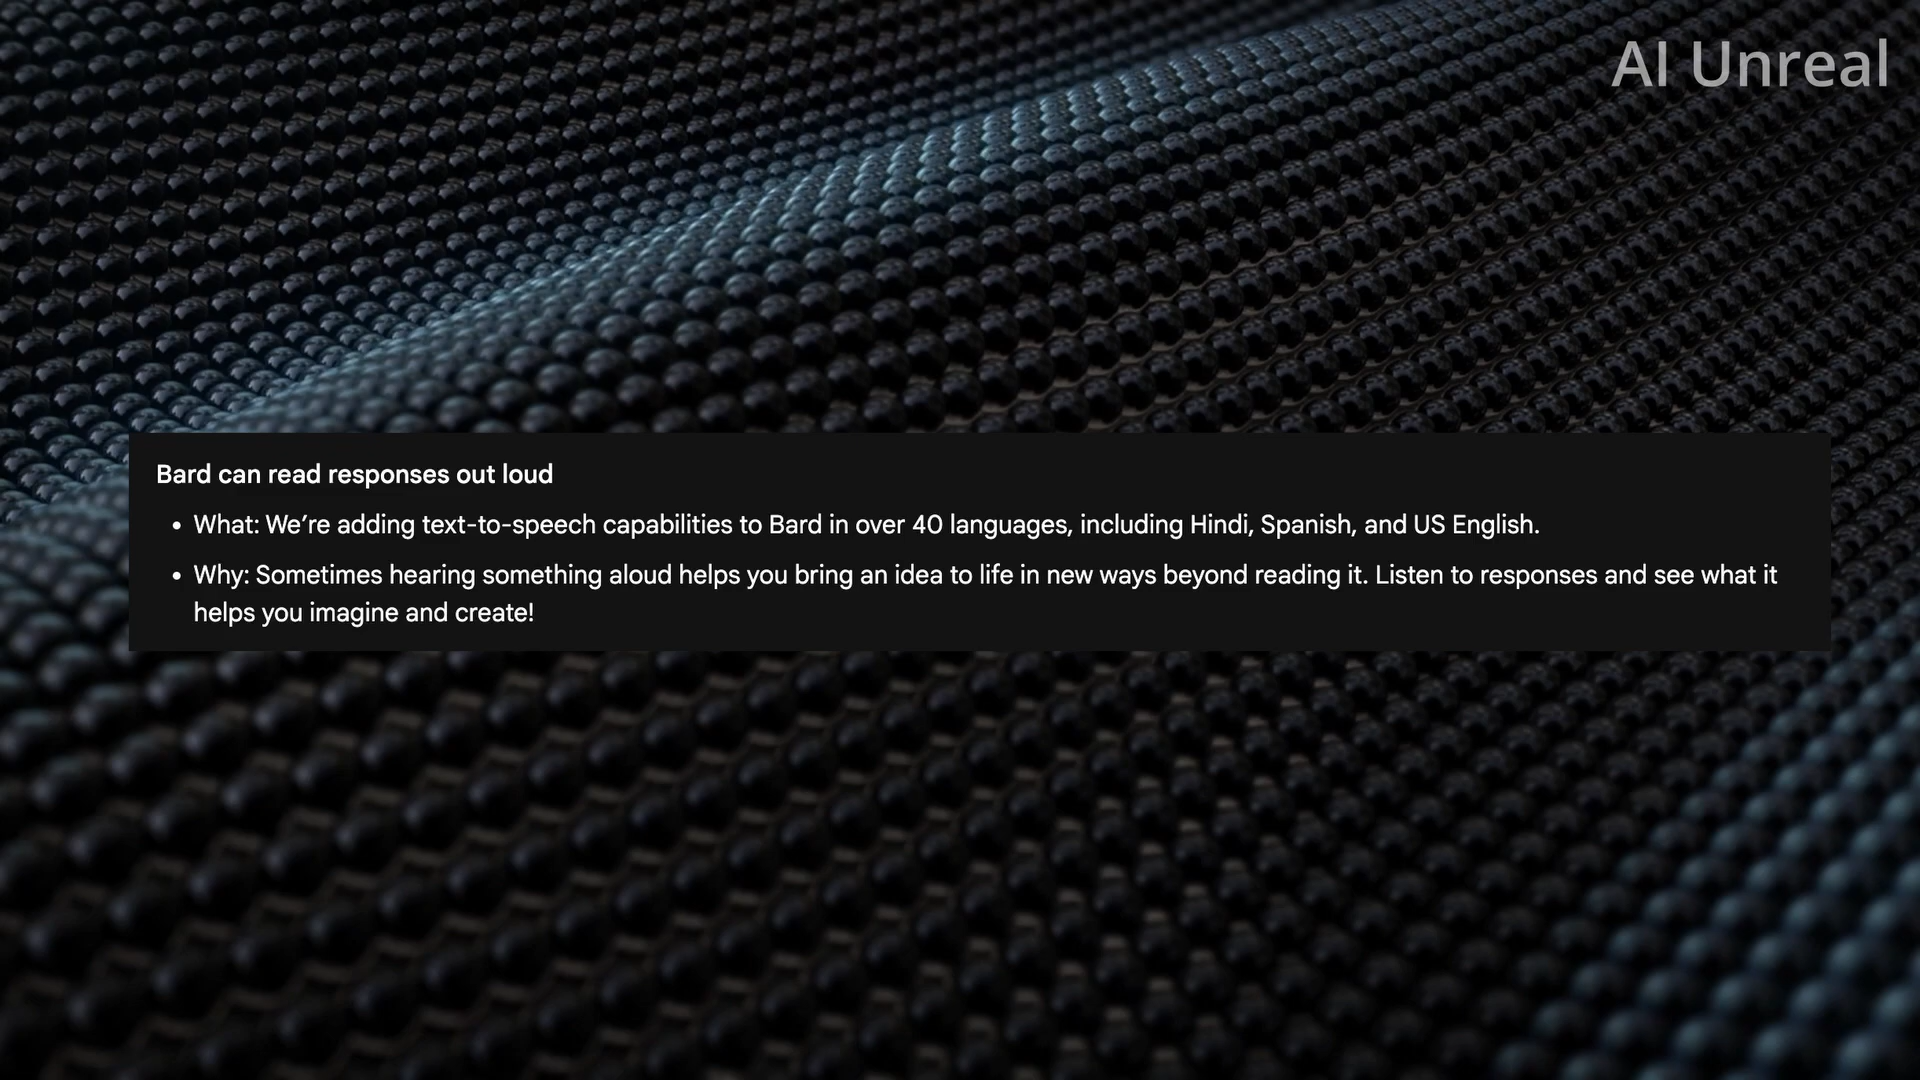 AI Unreal
Bard can read responses out loud
• What: We’re adding text-to-speech capabilities to Bard in over 40 languages, including Hindi, Spanish, and US English.
• Why: Sometimes hearing something aloud helps you bring an idea to life in new ways beyond reading it. Listen to responses and see what it
helps you imagine and create!